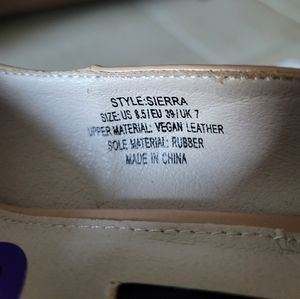 STYLE:SIERRA
SIZE:US 8.5/EU 39/UK 7
UPPER MATERIAL: VEGAN LEATHER
SOLE MATERIAL: RUBBER
MADE IN CHINA